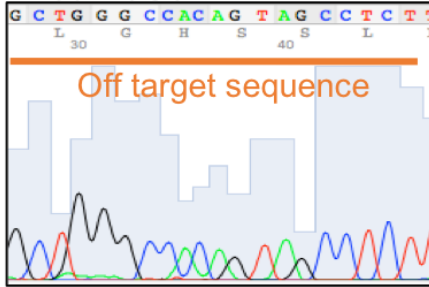 G C T G G G C C A C A G T A G C C T C T T
L G H S S L
30 40
Off target sequence